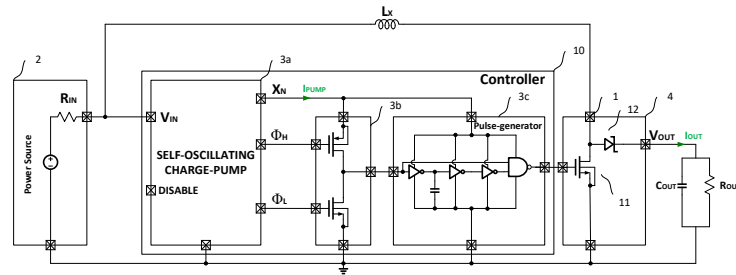 LX
2
3a
10
Controller
RIN
XN
IPUMP
3b
3c
1
4
12
VIN
Pulse-generator
VOUT
IOUT
ΦH
Power Source
SELF-OSCILLATING
CHARGE-PUMP
DISABLE
ΦL
11
COUT
ROU